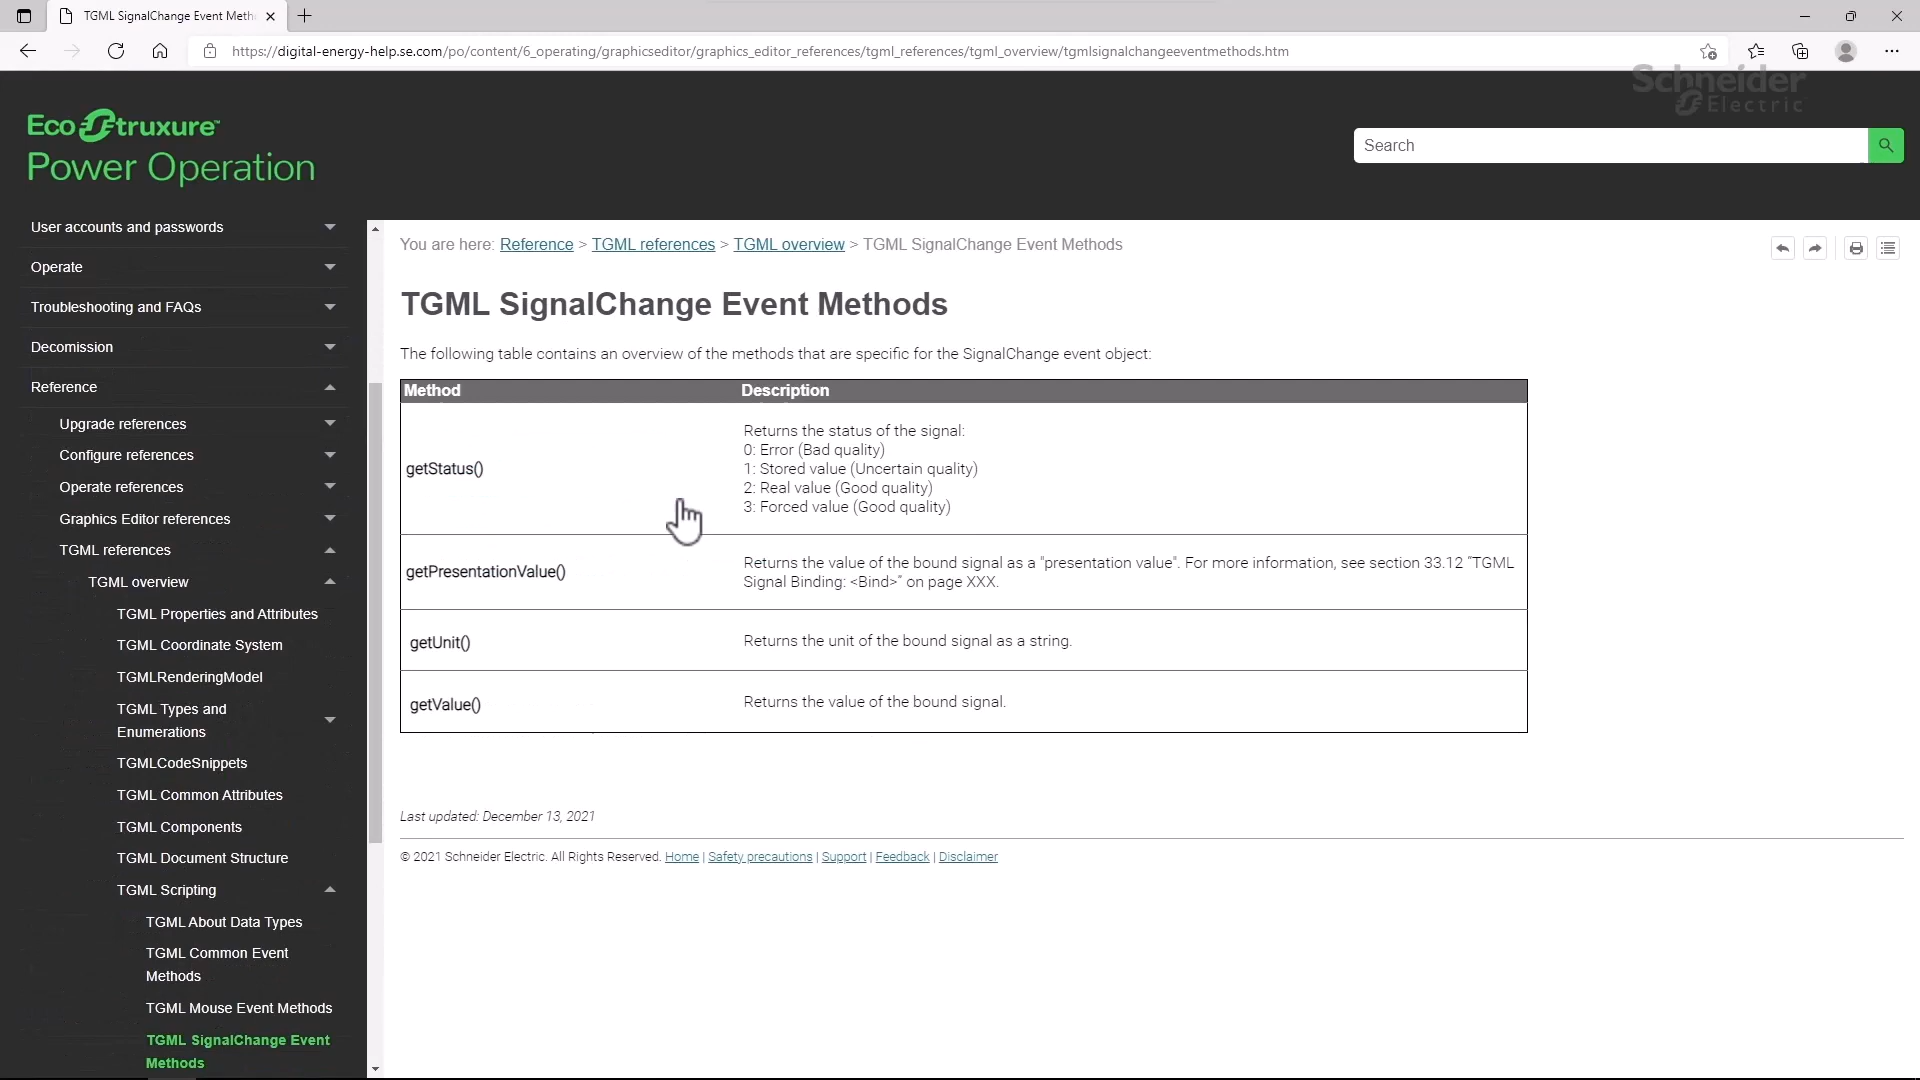 TGML SignalChange Event Meth
https://digital-energy-help.se.com/po/content/6_operating/graphicseditor/graphics_editor_references/tgml_references/tgml_overview/tgmlsignalchangeeventmethods.htm
Schneider
Electric
EcoStruxure™
Power Operation
Search
User accounts and passwords
Operate
Troubleshooting and FAQs
Decomission
Reference
Upgrade references
Configure references
Operate references
Graphics Editor references
TGML references
TGML overview
TGML Properties and Attributes
TGML Coordinate System
TGMLRenderingModel
TGML Types and
Enumerations
TGMLCodeSnippets
TGML Common Attributes
TGML Components
TGML Document Structure
TGML Scripting
TGML About Data Types
TGML Common Event
Methods
TGML Mouse Event Methods
TGML SignalChange Event
Methods
You are here: Reference > TGML references > TGML overview > TGML SignalChange Event Methods
TGML SignalChange Event Methods
The following table contains an overview of the methods that are specific for the SignalChange event object:
Method Description
getStatus()
Returns the status of the signal:
0: Error (Bad quality)
1: Stored value (Uncertain quality)
2: Real value (Good quality)
3: Forced value (Good quality)
getPresentationValue()
Returns the value of the bound signal as a "presentation value". For more information, see section 33.12 "TGML
Signal Binding: <Bind>" on page XXX.
getUnit() Returns the unit of the bound signal as a string.
getValue() Returns the value of the bound signal.
Last updated: December 13, 2021
© 2021 Schneider Electric. All Rights Reserved. Home | Safety precautions | Support | Feedback | Disclaimer